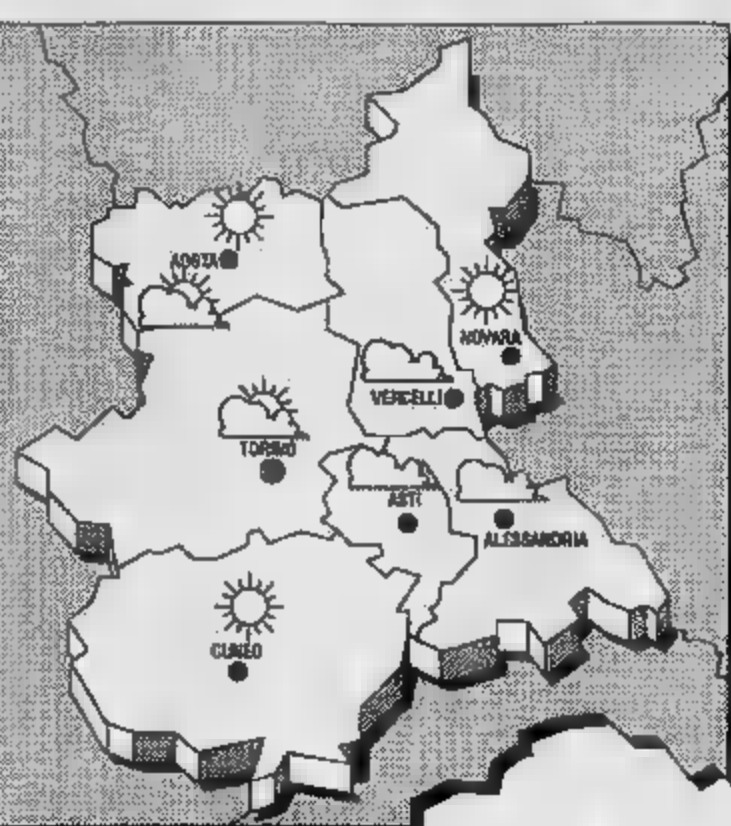 AOSTA
NOVARA
VERCELLI
TORINO
ASTI
ALESSANDRIA
CUNEO